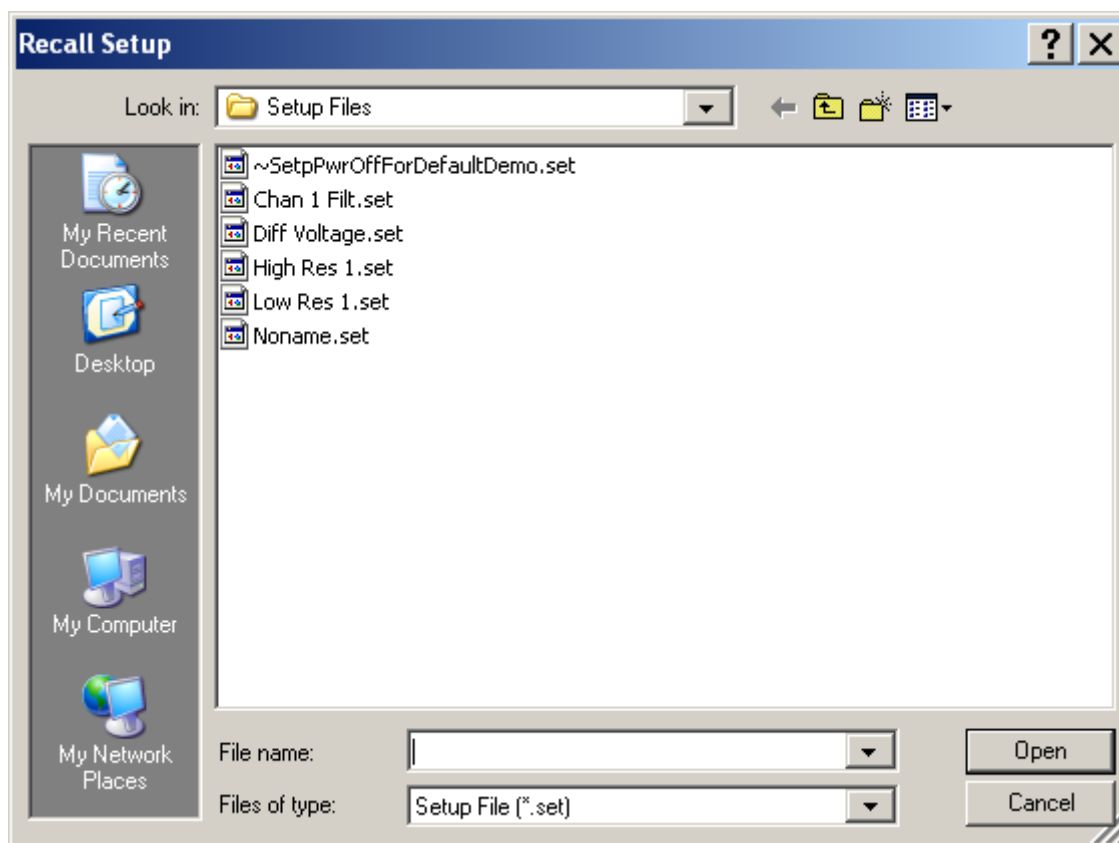 Recall Setup
Look in:
Setup Files
My Recent
Documents
Desktop
My Documents
My Computer
My Network
Places
~SetpPwrOffForDefaultDemo.set
Chan 1 Filt.set
Diff Voltage.set
High Res 1.set
Low Res 1.set
Noname.set
File name:
Open
Files of type:
Setup File (*.set)
Cancel